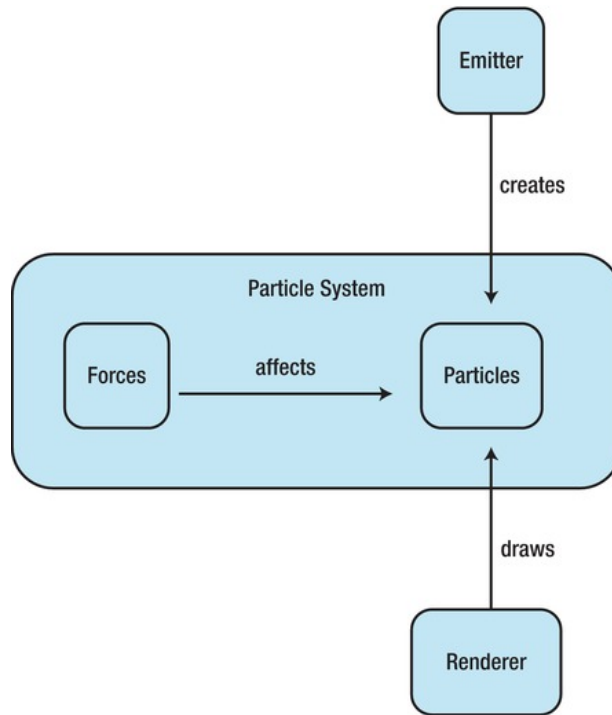 Emitter
creates
Particle System
Forces
affects
Particles
draws
Renderer